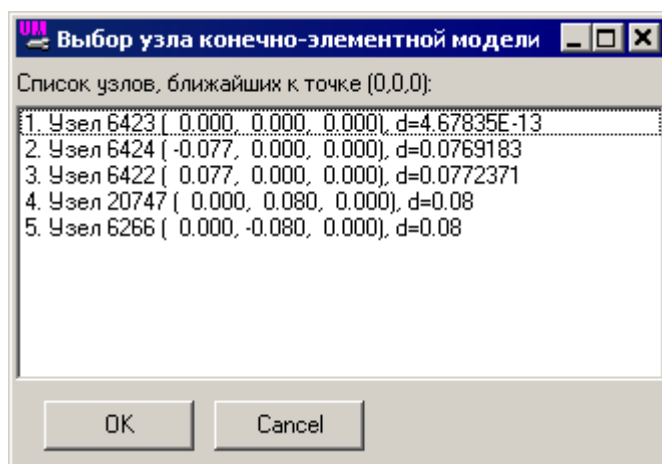 UM Выбор узла конечно-элементной модели
Список узлов, ближайших к точке (0,0,0):
1. Узел 6423 ( 0.000, 0.000, 0.000), d=4.67835E-13
2. Узел 6424 ( -0.077, 0.000, 0.000), d=0.0769183
3. Узел 6422 ( 0.077, 0.000, 0.000), d=0.0772371
4. Узел 20747 ( 0.000, 0.080, 0.000), d=0.08
5. Узел 6266 ( 0.000, -0.080, 0.000), d=0.08
OK Cancel